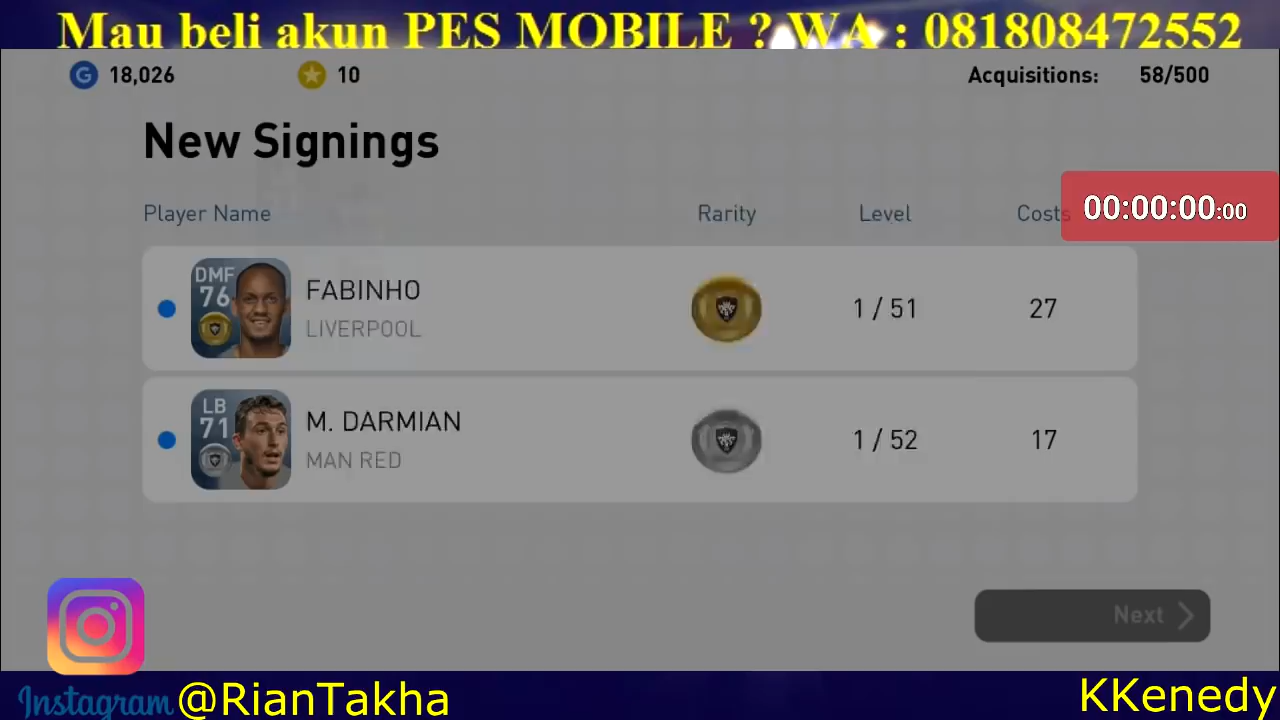 Mau beli akun PES MOBILE ? WA : 081808472552
G 18,026 10 Acquisitions: 58/500
New Signings
00:00:00:00
Player Name Rarity Level Costs
DMF 76 FABINHO LIVERPOOL 1 / 51 27
LB 71 M. DARMIAN MAN RED 1 / 52 17
Next
Instagram @RianTakha KKenedy